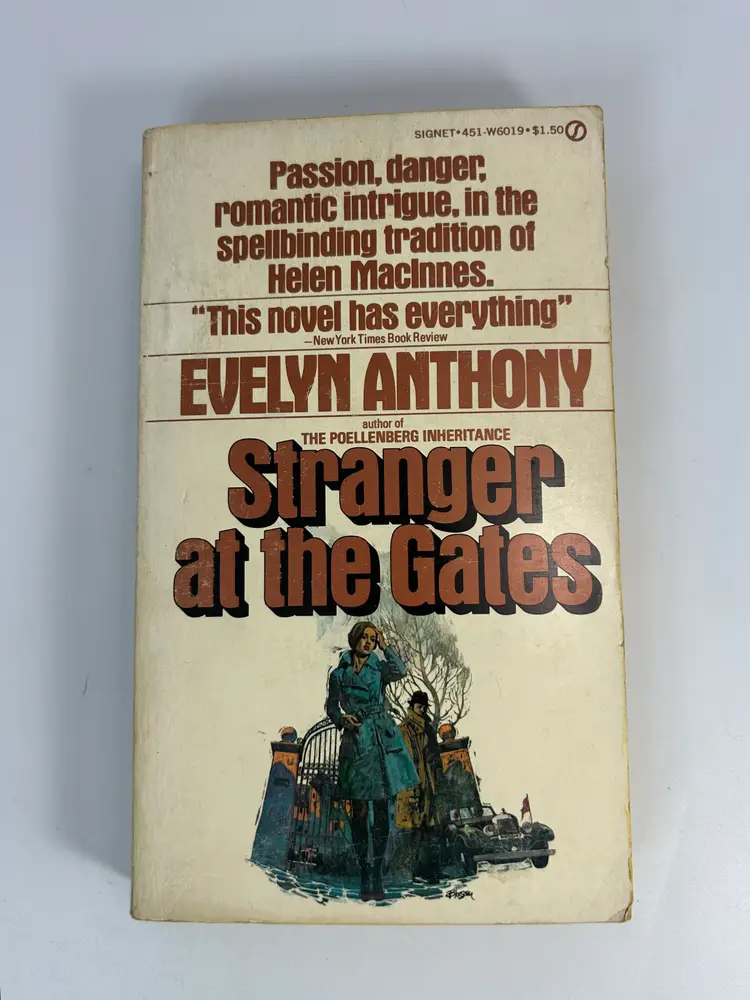 SIGNET • 451-W6019 • $1.50
Passion, danger,
romantic intrigue, in the
spellbinding tradition of
Helen MacInnes.
"This novel has everything"
—New York Times Book Review
EVELYN ANTHONY
author of
THE POELLENBERG INHERITANCE
Stranger
at the Gates